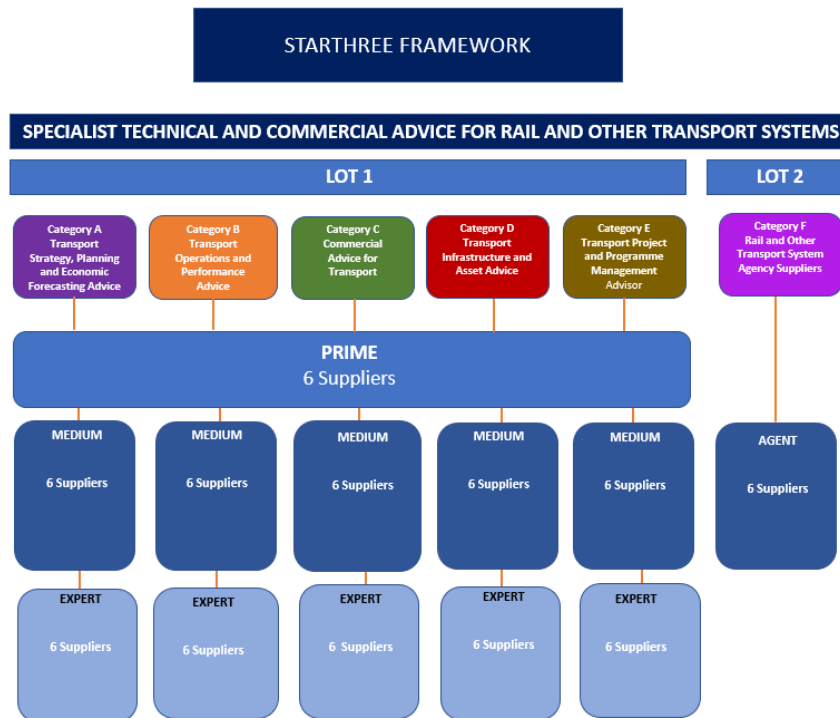 STARTHREE FRAMEWORK
SPECIALIST TECHNICAL AND COMMERCIAL ADVICE FOR RAIL AND OTHER TRANSPORT SYSTEMS
LOT 1
LOT 2
Category A
Transport
Strategy, Planning
and Economic
Forecasting Advice
Category B
Transport
Operations and
Performance
Advice
Category C
Commercial
Advice for
Transport
Category D
Transport
Infrastructure and
Asset Advice
Category E
Transport Project
and Programme
Management
Advisor
Category F
Rail and Other
Transport System
Agency Suppliers
PRIME
6 Suppliers
MEDIUM
6 Suppliers
MEDIUM
6 Suppliers
MEDIUM
6 Suppliers
MEDIUM
6 Suppliers
MEDIUM
6 Suppliers
AGENT
6 Suppliers
EXPERT
6 Suppliers
EXPERT
6 Suppliers
EXPERT
6 Suppliers
EXPERT
6 Suppliers
EXPERT
6 Suppliers